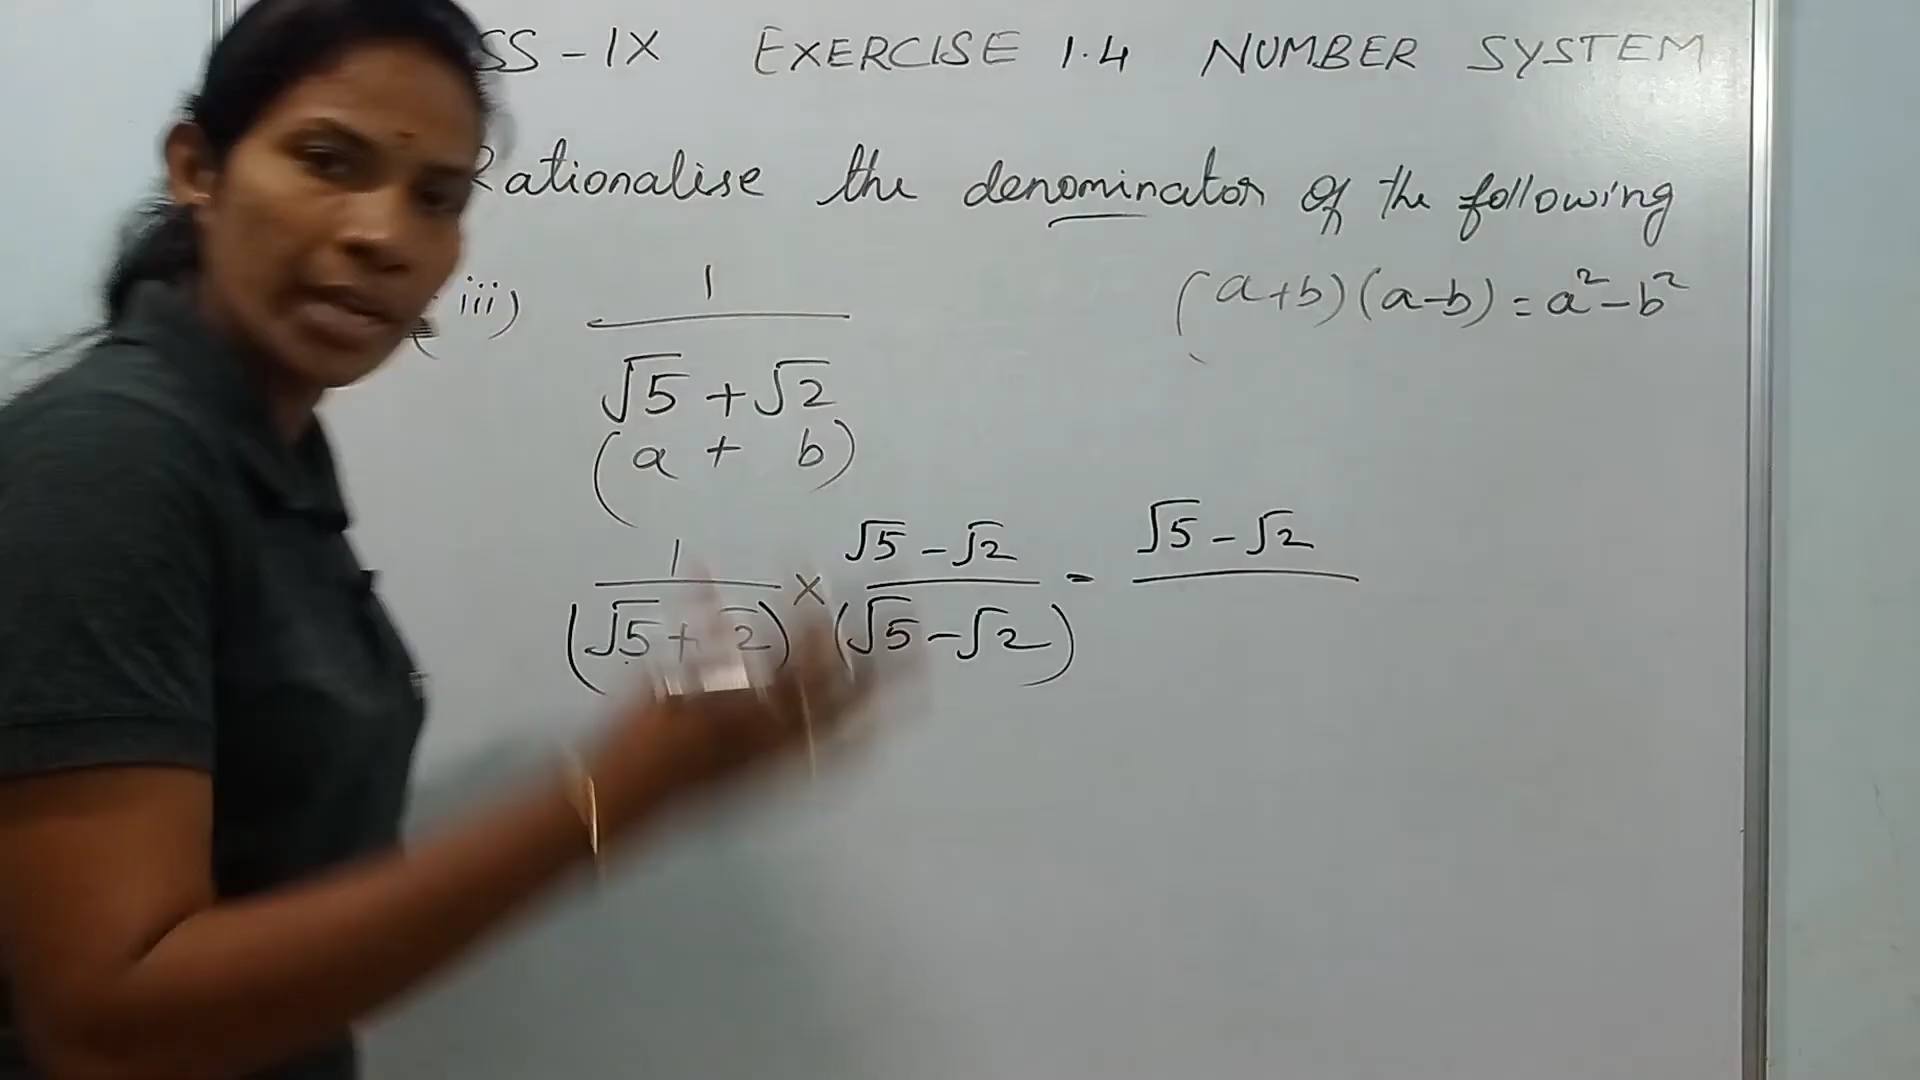 SS - IX EXERCISE 1.4 NUMBER SYSTEM
Rationalise the denominator of the following
iii) 1 / √5 + √2
(a+b)(a-b) = a² - b²
(a + b)
1 / (√5 + √2) × √5 - √2 / (√5 - √2) = √5 - √2